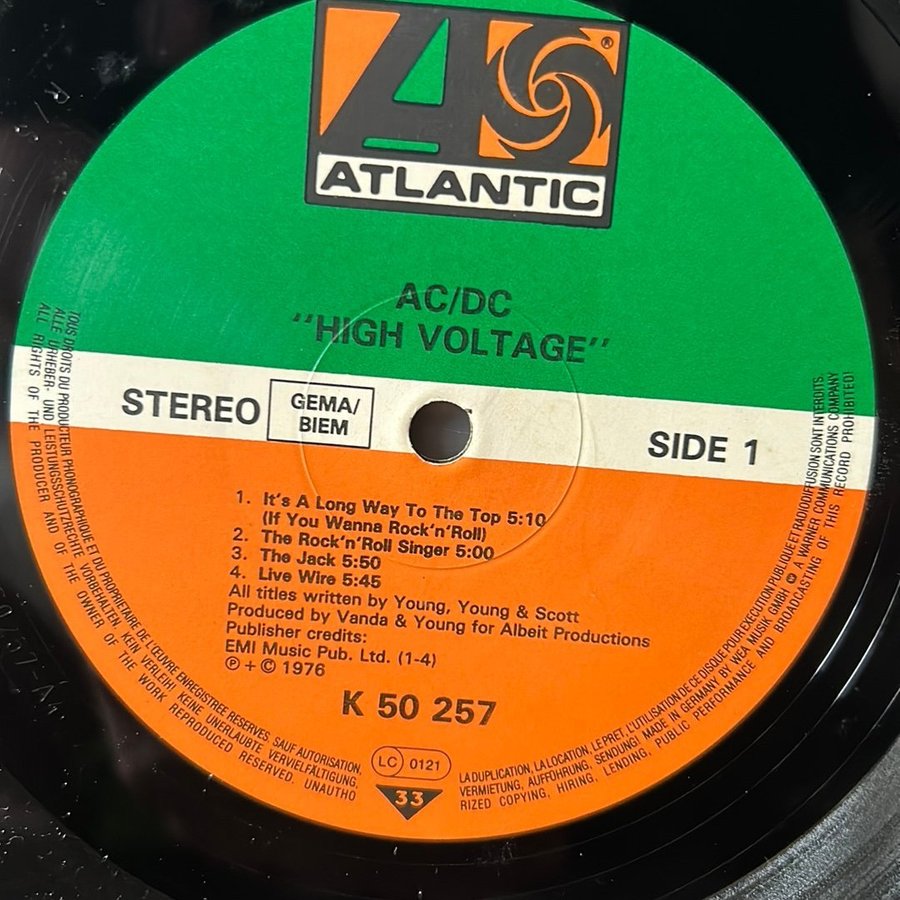 ATLANTIC
®
AC/DC
"HIGH VOLTAGE"
STEREO
GEMA/
BIEM
SIDE 1
1. It's A Long Way To The Top 5:10
(If You Wanna Rock'n'Roll)
2. The Rock'n'Roll Singer 5:00
3. The Jack 5:50
4. Live Wire 5:45
All titles written by Young, Young & Scott
Produced by Vanda & Young for Albeit Productions
Publisher credits:
EMI Music Pub. Ltd. (1-4)
℗ + © 1976
K 50 257
LC 0121
33
TOUS DROITS DU PRODUCTEUR PHONOGRAPHIQUE ET DU PROPRIETAIRE DE L'ŒUVRE ENREGISTREE RESERVES. SAUF AUTORISATION,
LA DUPLICATION, LA LOCATION, LE PRET, L'UTILISATION DE CE DISQUE POUR EXECUTION PUBLIQUE ET RADIODIFFUSION SONT INTERDITS.
ALLE URHEBER- UND LEISTUNGSSCHUTZRECHTE VORBEHALTEN. KEIN VERLEIH! KEINE UNERLAUBTE VERVIELFÄLTIGUNG,
VERMIETUNG, AUFFÜHRUNG, SENDUNG! MADE IN GERMANY BY WEA MUSIK GMBH A WARNER COMMUNICATIONS COMPANY
ALL RIGHTS OF THE PRODUCER AND OF THE OWNER OF THE WORK REPRODUCED RESERVED. UNAUTHO
RIZED COPYING, HIRING, LENDING, PUBLIC PERFORMANCE AND BROADCASTING OF THIS RECORD PROHIBITED!